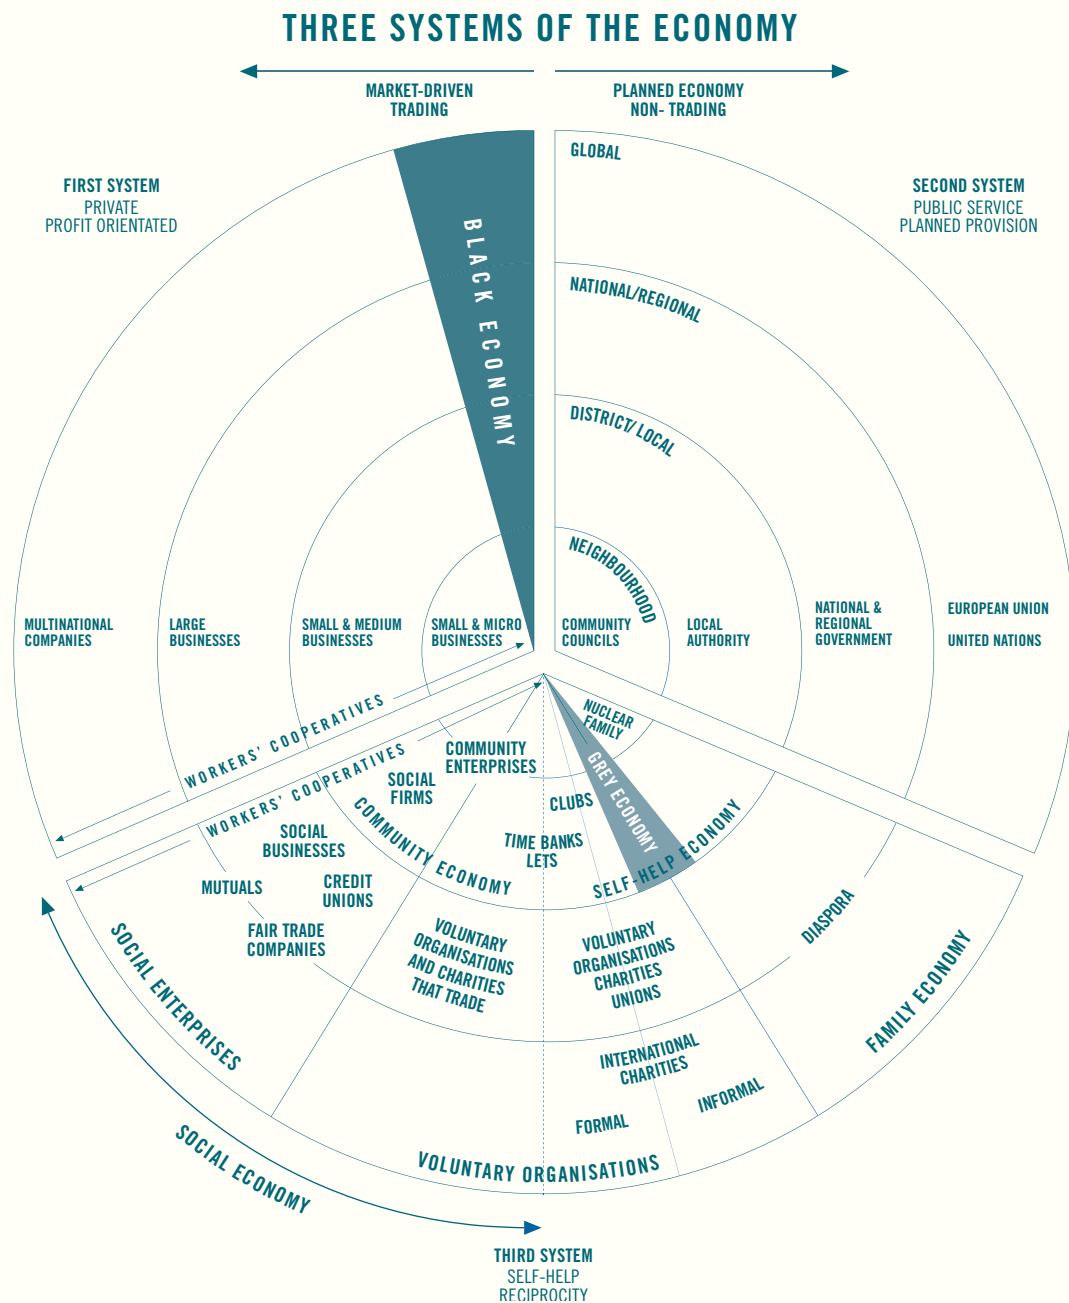 THREE SYSTEMS OF THE ECONOMY
MARKET-DRIVEN
TRADING
PLANNED ECONOMY
NON- TRADING
FIRST SYSTEM
PRIVATE
PROFIT ORIENTATED
SECOND SYSTEM
PUBLIC SERVICE
PLANNED PROVISION
BLACK ECONOMY
GLOBAL
NATIONAL/REGIONAL
DISTRICT/LOCAL
NEIGHBOURHOOD
MULTINATIONAL
COMPANIES
LARGE
BUSINESSES
SMALL & MEDIUM
BUSINESSES
SMALL & MICRO
BUSINESSES
COMMUNITY
COUNCILS
LOCAL
AUTHORITY
NATIONAL &
REGIONAL
GOVERNMENT
EUROPEAN UNION
UNITED NATIONS
WORKERS' COOPERATIVES
WORKERS' COOPERATIVES
NUCLEAR
FAMILY
COMMUNITY
ENTERPRISES
SOCIAL
FIRMS
GREY ECONOMY
CLUBS
COMMUNITY ECONOMY
SELF-HELP ECONOMY
TIME BANKS
LETS
SOCIAL
BUSINESSES
MUTUALS
CREDIT
UNIONS
FAIR TRADE
COMPANIES
VOLUNTARY
ORGANISATIONS
AND CHARITIES
THAT TRADE
VOLUNTARY
ORGANISATIONS
CHARITIES
UNIONS
DIASPORA
SOCIAL ENTERPRISES
FAMILY ECONOMY
INTERNATIONAL
CHARITIES
FORMAL
INFORMAL
VOLUNTARY ORGANISATIONS
SOCIAL ECONOMY
THIRD SYSTEM
SELF-HELP
RECIPROCITY